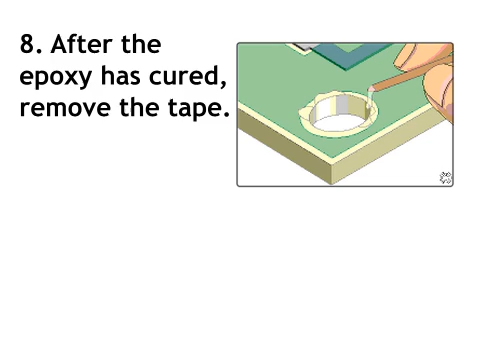 8. After the
epoxy has cured,
remove the tape.